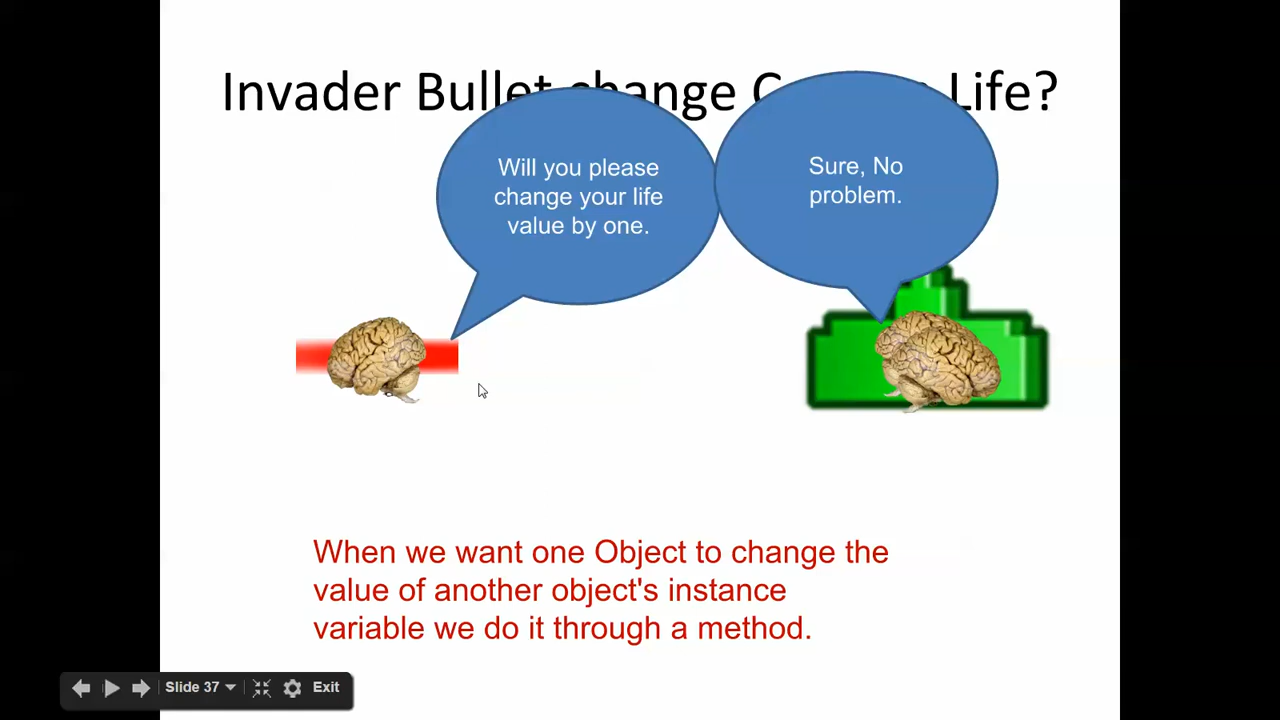 Invader Bullet change Life?
Will you please
change your life
value by one.
Sure, No
problem.
When we want one Object to change the
value of another object's instance
variable we do it through a method.
Slide 37
Exit